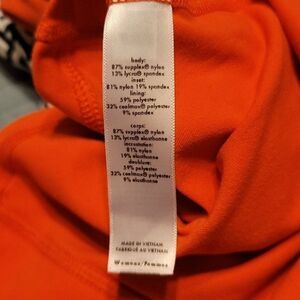 body:
87% supplex® nylon
13% lycra® spandex
inset:
81% nylon 19% spandex
lining:
59% polyester
32% coolmax® polyester
9% spandex
corps:
87% supplex® nylon
13% lycra® élasthanne
incrustation:
81% nylon
19% élasthanne
doublure:
59% polyester
32% coolmax® polyester
9% élasthanne
MADE IN VIETNAM
FABRIQUÉ AU VIETNAM
Women/Femmes